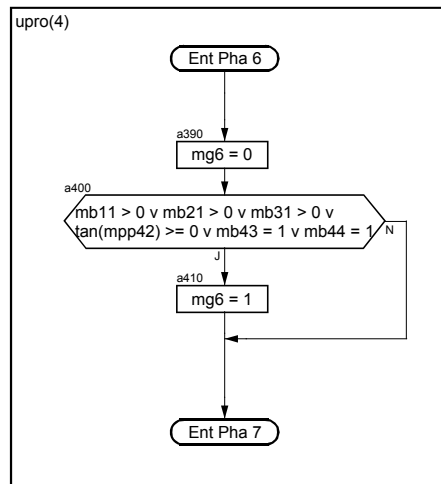 upro(4)
Ent Pha 6
a390
mg6 = 0
a400
mb11 > 0 v mb21 > 0 v mb31 > 0 v
tan(mpp42) >= 0 v mb43 = 1 v mb44 = 1
N
J
a410
mg6 = 1
Ent Pha 7